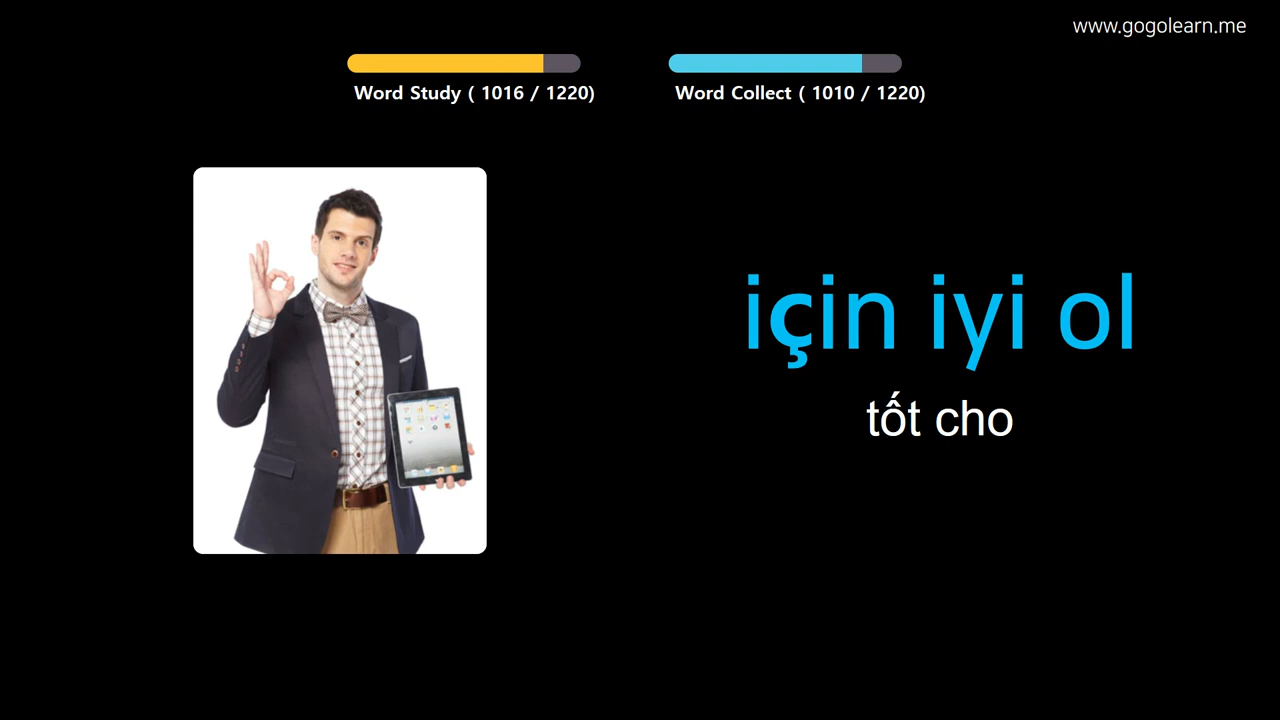 www.gogolearn.me
Word Study ( 1016 / 1220)
Word Collect ( 1010 / 1220)
için iyi ol
tốt cho